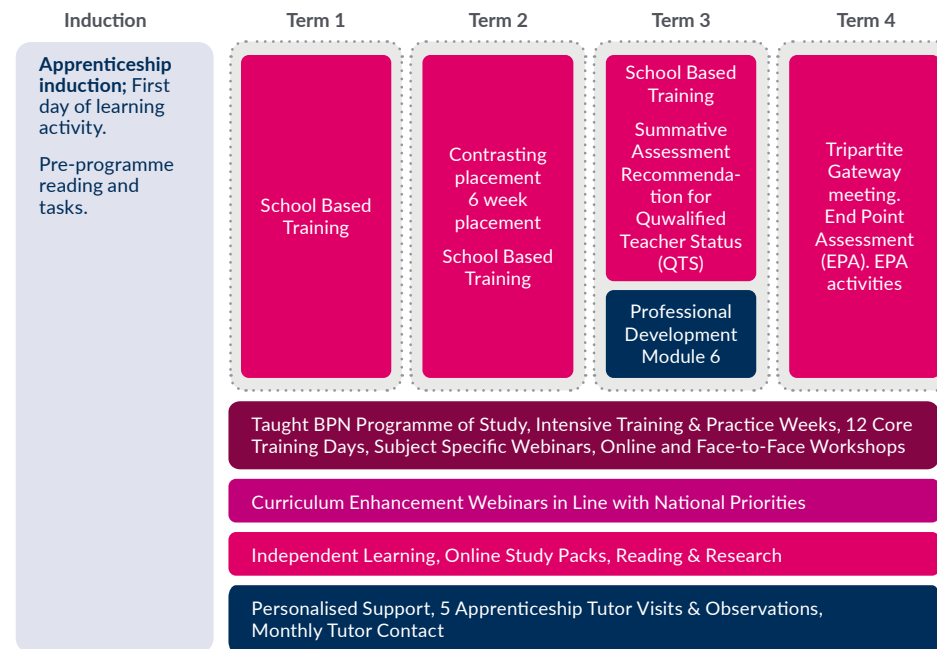 Induction
Term 1
Term 2
Term 3
Term 4
Apprenticeship
induction; First
day of learning
activity.
Pre-programme
reading and
tasks.
School Based
Training
Contrasting
placement
6 week
placement
School Based
Training
School Based
Training
Summative
Assessment
Recommenda-
tion for
Quwalified
Teacher Status
(QTS)
Professional
Development
Module 6
Tripartite
Gateway
meeting.
End Point
Assessment
(EPA). EPA
activities
Taught BPN Programme of Study, Intensive Training & Practice Weeks, 12 Core
Training Days, Subject Specific Webinars, Online and Face-to-Face Workshops
Curriculum Enhancement Webinars in Line with National Priorities
Independent Learning, Online Study Packs, Reading & Research
Personalised Support, 5 Apprenticeship Tutor Visits & Observations,
Monthly Tutor Contact